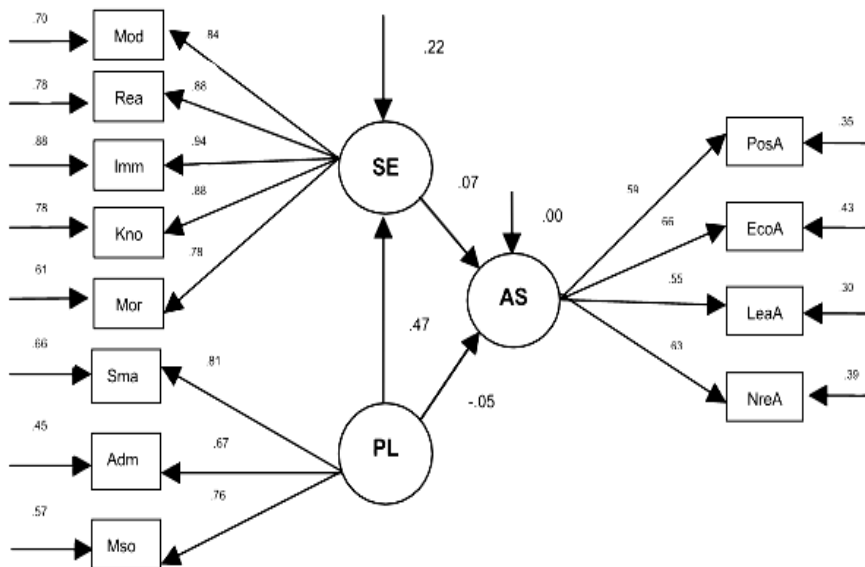 .70
Mod
.84
.78
Rea
.88
.88
Imm
.94
.78
Kno
.88
.61
Mor
.78
.66
Sma
.81
.45
Adm
.67
.57
Mso
.76
.22
SE
.07
.00
AS
.47
-.05
PL
.59
PosA
.35
.66
EcoA
.43
.55
LeaA
.30
.63
NreA
.39